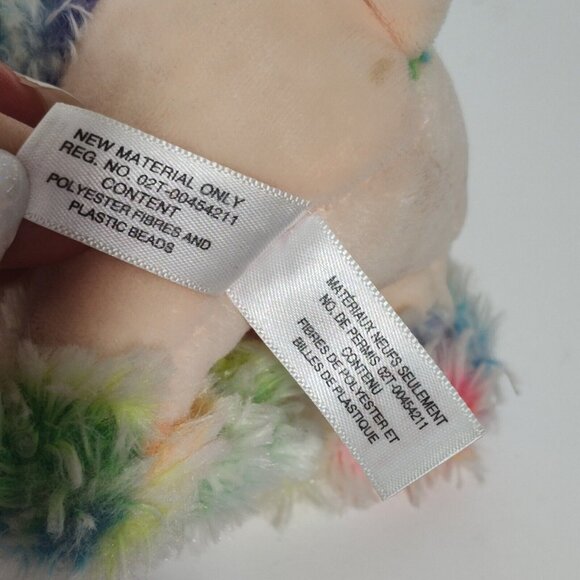 NEW MATERIAL ONLY
REG. NO. 02T-00454211
CONTENT
POLYESTER FIBRES AND
PLASTIC BEADS
MATÉRIAUX NEUFS SEULEMENT
NO. DE PERMIS 02T-00454211
CONTENU
FIBRES DE POLYESTER ET
BILLES DE PLASTIQUE